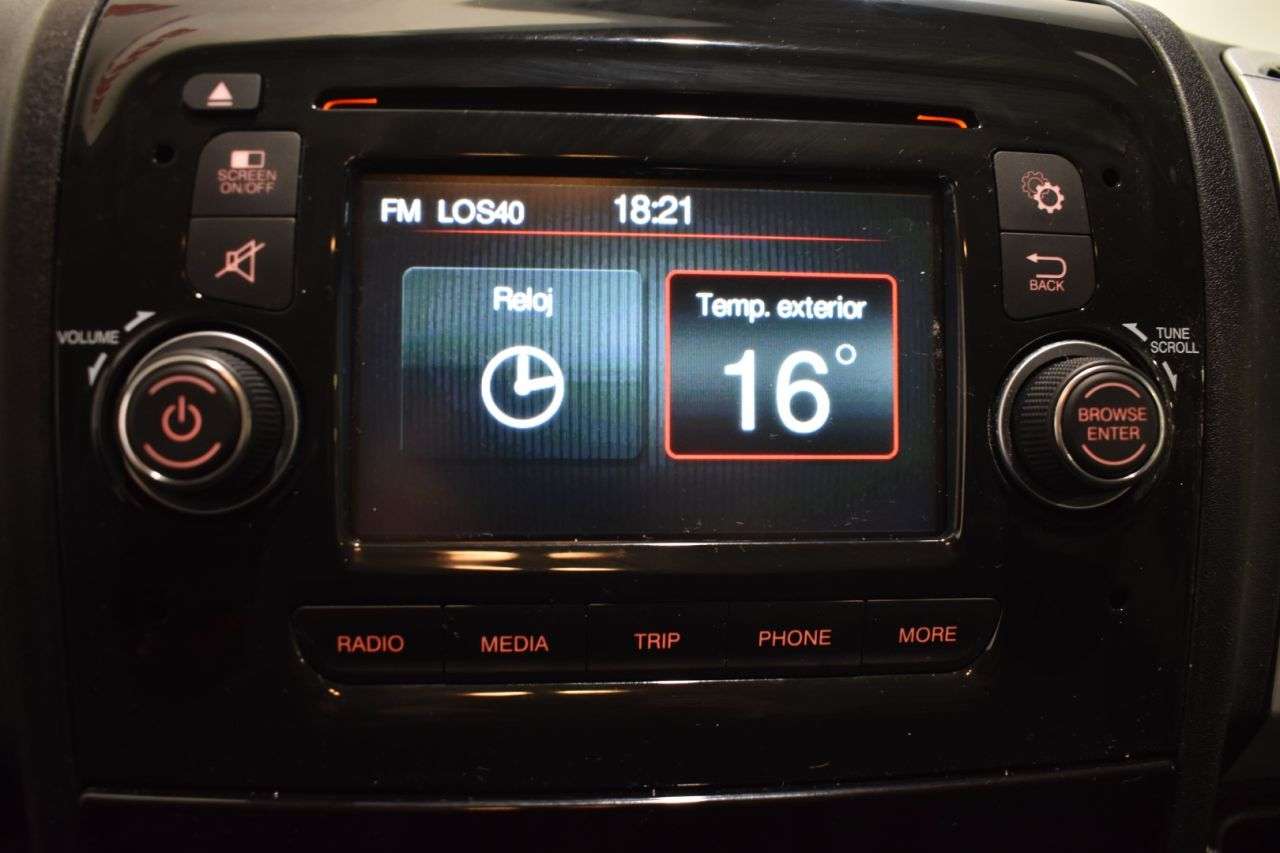 SCREEN
ON/OFF
FM LOS40 18:21
Reloj
Temp. exterior
16°
BACK
VOLUME
TUNE
SCROLL
BROWSE
ENTER
RADIO
MEDIA
TRIP
PHONE
MORE